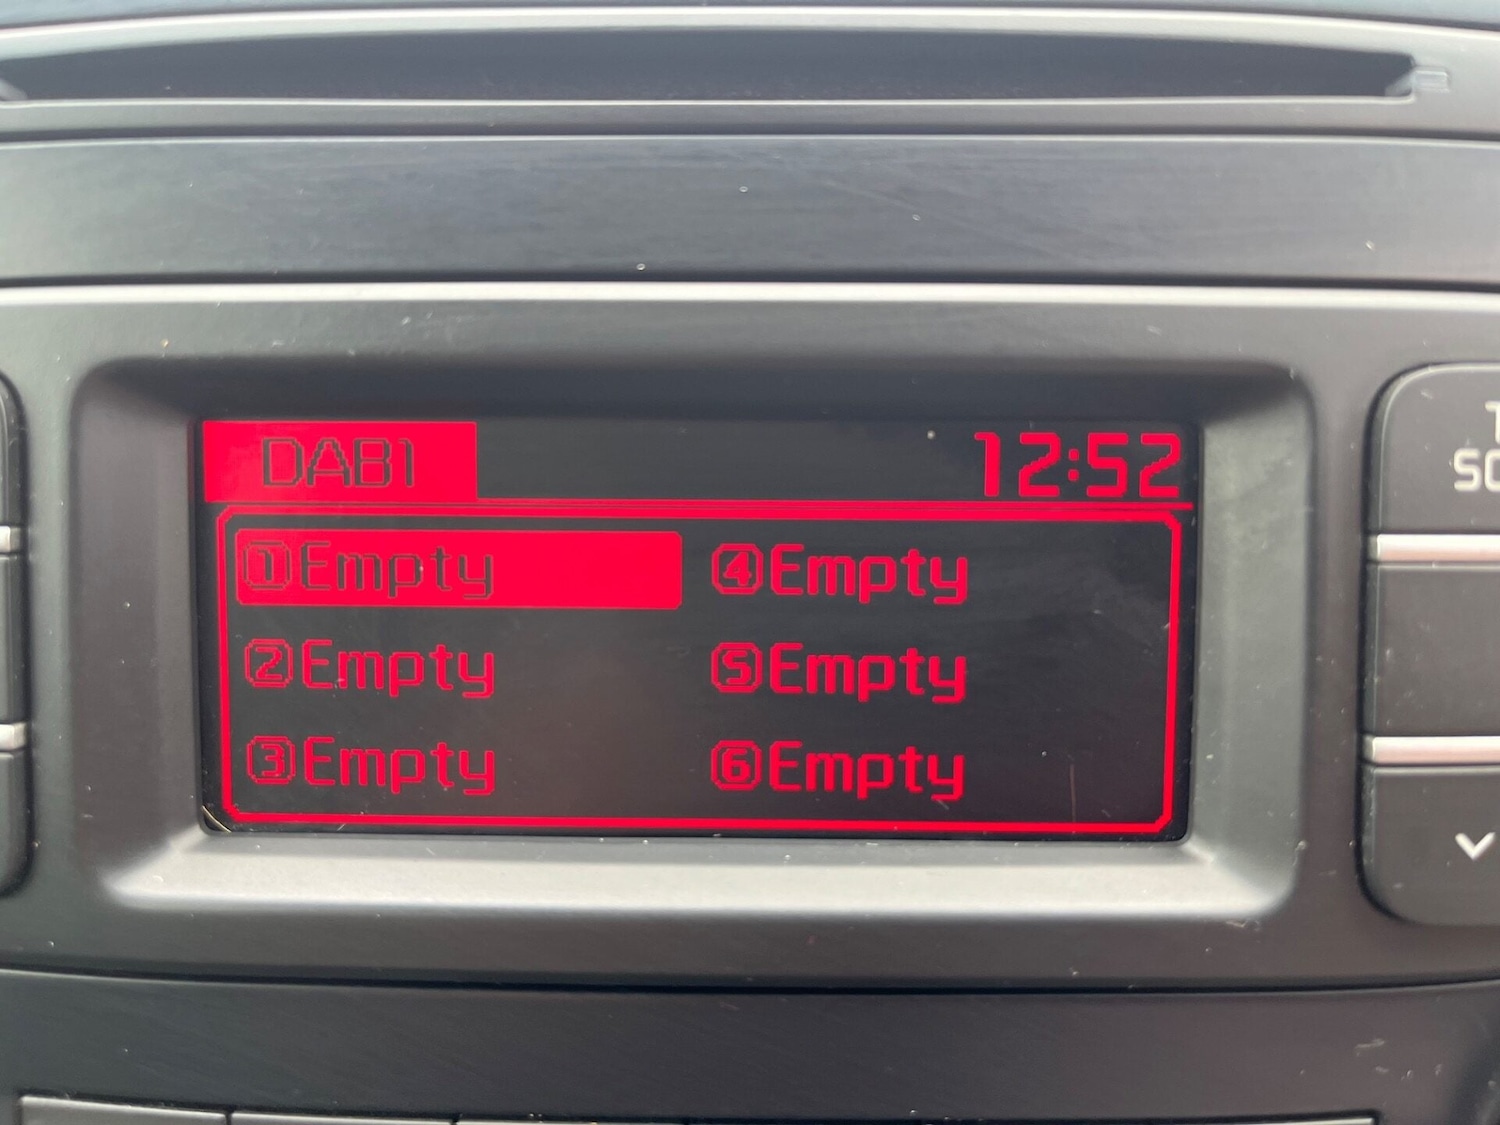 DAB1 12:52
①Empty ④Empty
②Empty ⑤Empty
③Empty ⑥Empty